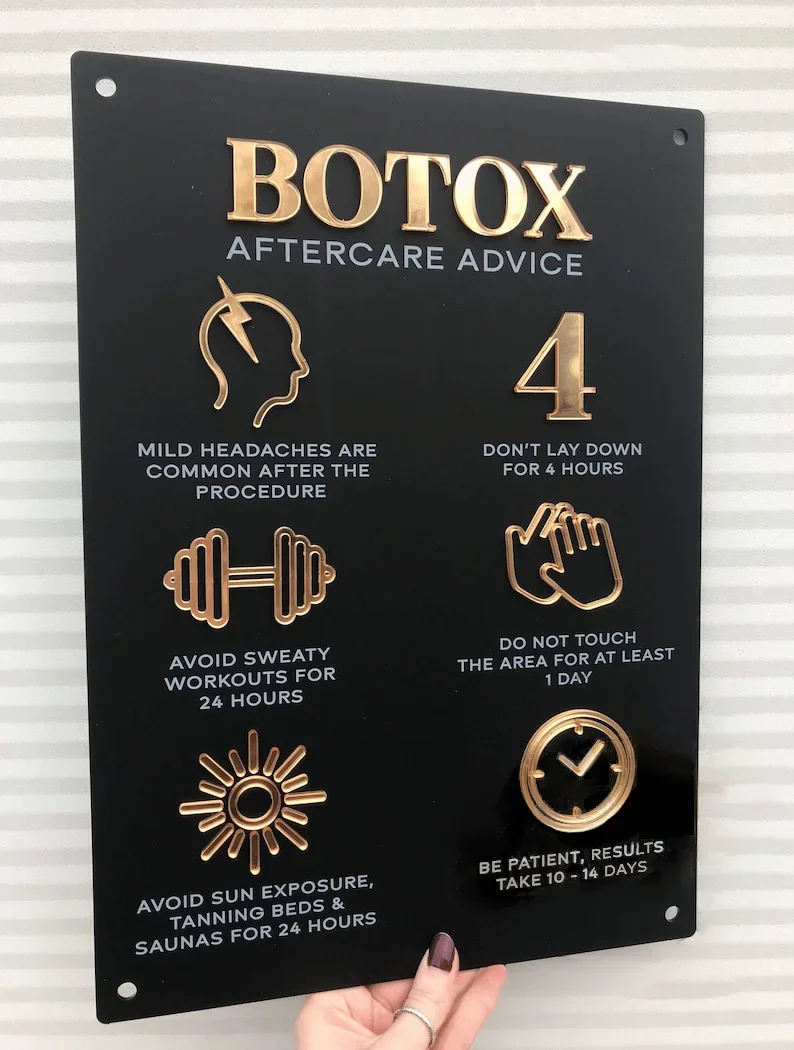 BOTOX
AFTERCARE ADVICE
MILD HEADACHES ARE
COMMON AFTER THE
PROCEDURE
4
DON'T LAY DOWN
FOR 4 HOURS
AVOID SWEATY
WORKOUTS FOR
24 HOURS
DO NOT TOUCH
THE AREA FOR AT LEAST
1 DAY
AVOID SUN EXPOSURE,
TANNING BEDS &
SAUNAS FOR 24 HOURS
BE PATIENT, RESULTS
TAKE 10 - 14 DAYS